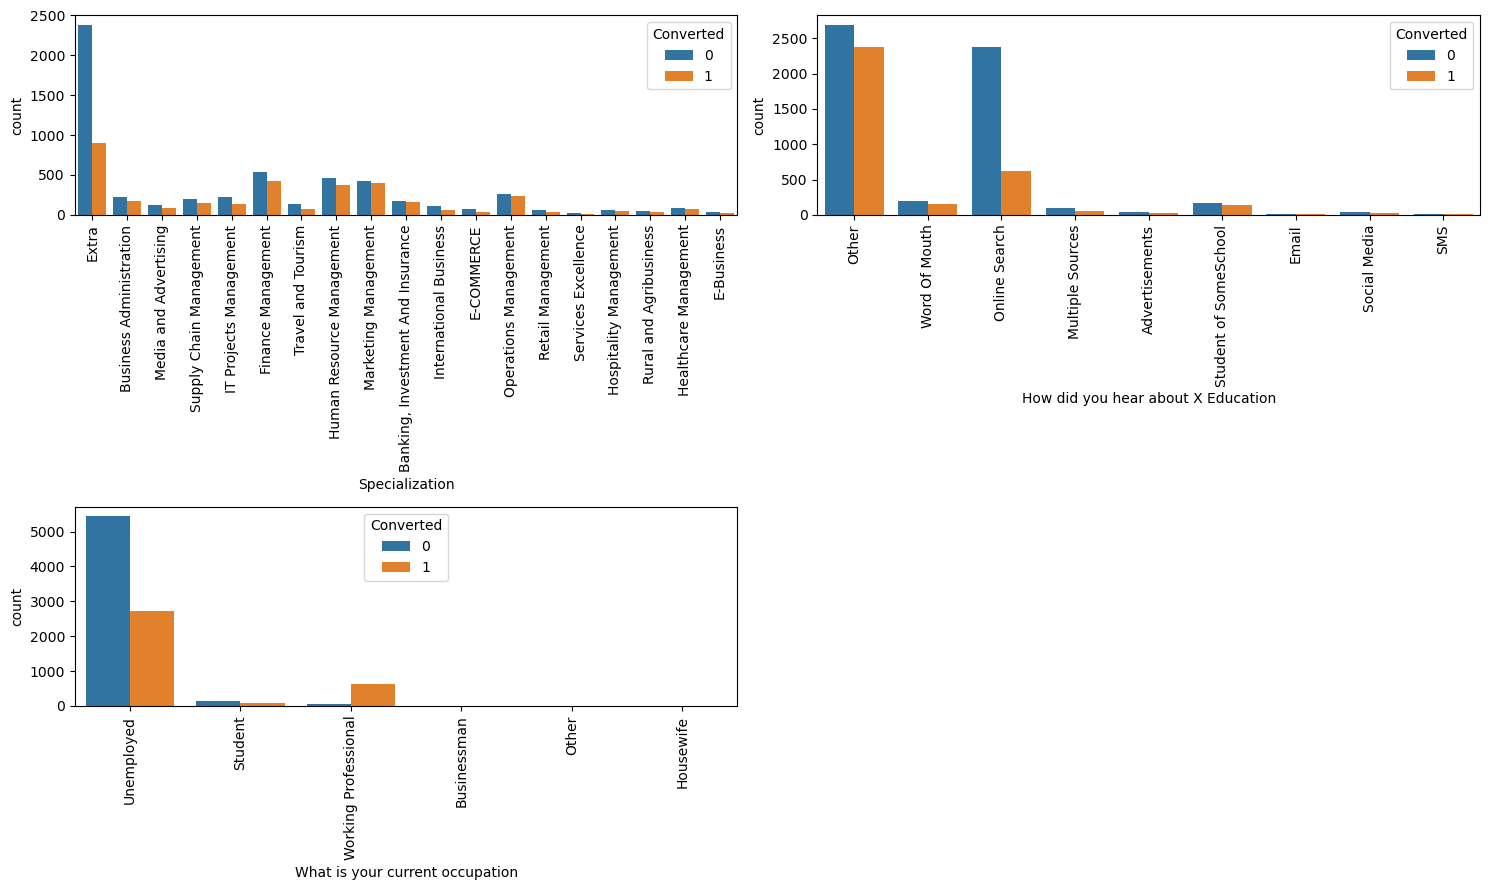 2500
2000
1500
1000
500
0
count
Converted
0
1
Extra
Business Administration
Media and Advertising
Supply Chain Management
IT Projects Management
Finance Management
Travel and Tourism
Human Resource Management
Marketing Management
Banking, Investment And Insurance
International Business
E-COMMERCE
Operations Management
Retail Management
Services Excellence
Hospitality Management
Rural and Agribusiness
Healthcare Management
E-Business
Specialization
2500
2000
1500
1000
500
0
count
Converted
0
1
Other
Word Of Mouth
Online Search
Multiple Sources
Advertisements
Student of SomeSchool
Email
Social Media
SMS
How did you hear about X Education
5000
4000
3000
2000
1000
0
count
Converted
0
1
Unemployed
Student
Working Professional
Businessman
Other
Housewife
What is your current occupation